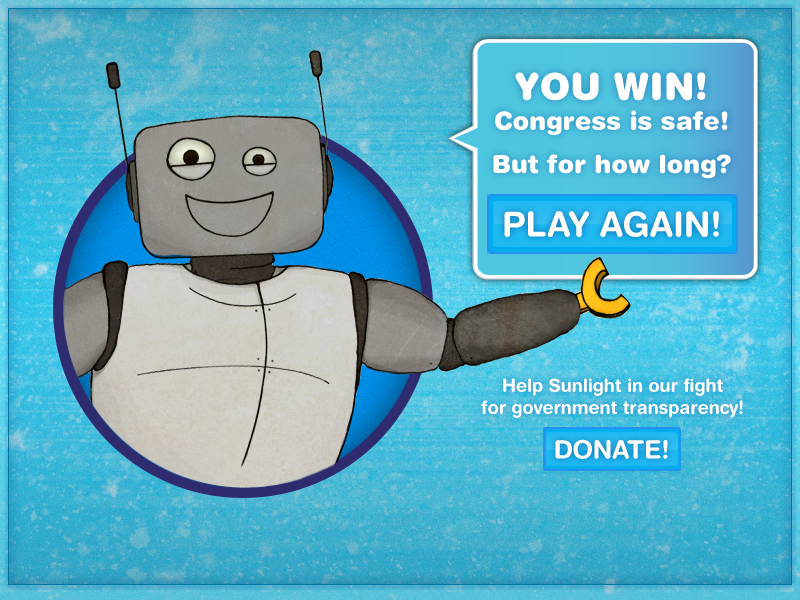 YOU WIN!
Congress is safe!
But for how long?
PLAY AGAIN!
Help Sunlight in our fight
for government transparency!
DONATE!